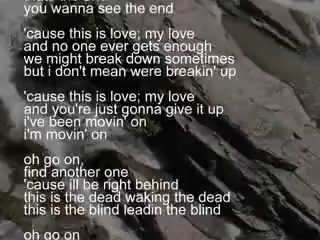 you wanna see the end
'cause this is love; my love
and no one ever gets enough
we might break down sometimes
but i don't mean were breakin' up
'cause this is love; my love
and you're just gonna give it up
i've been movin' on
i'm movin' on
oh go on,
find another one
'cause ill be right behind
this is the dead waking the dead
this is the blind leadin the blind
oh go on